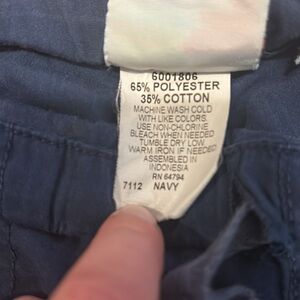 6001806
65% POLYESTER
35% COTTON
MACHINE WASH COLD
WITH LIKE COLORS.
USE NON-CHLORINE
BLEACH WHEN NEEDED
TUMBLE DRY LOW
WARM IRON IF NEEDED
ASSEMBLED IN
INDONESIA
RN 64794
7112 NAVY